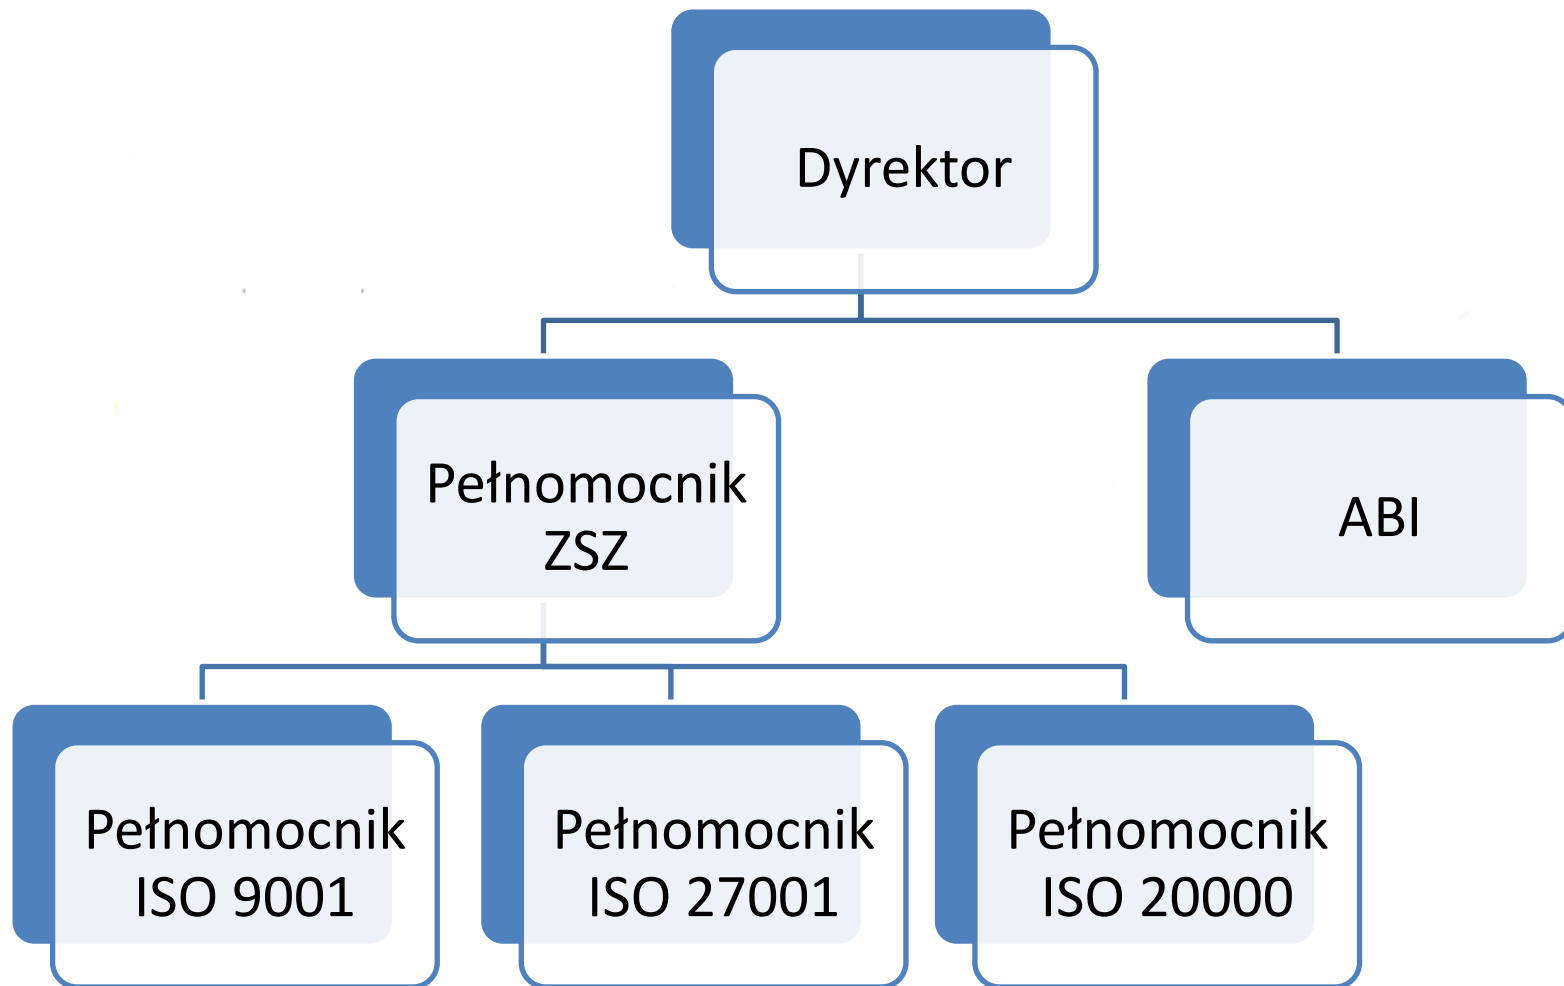 Dyrektor
Pełnomocnik
ZSZ
ABI
Pełnomocnik
ISO 9001
Pełnomocnik
ISO 27001
Pełnomocnik
ISO 20000